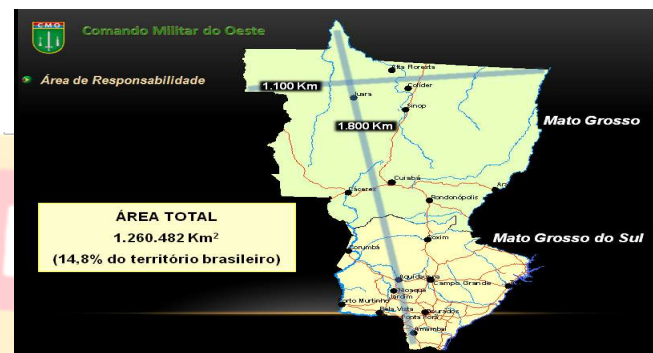 CMO
Comando Militar do Oeste
Área de Responsabilidade
Alta Floresta
1.100 Km
Colíder
Juara
Sinop
Mato Grosso
1.800 Km
Cuiabá
Cáceres
Rondonópolis
ÁREA TOTAL
1.260.482 Km²
(14,8% do território brasileiro)
Mato Grosso do Sul
Coxim
Corumbá
Campo Grande
Nioaque
Jardim
Porto Murtinho
Bela Vista
Dourados
Ponta Porã
Amambai